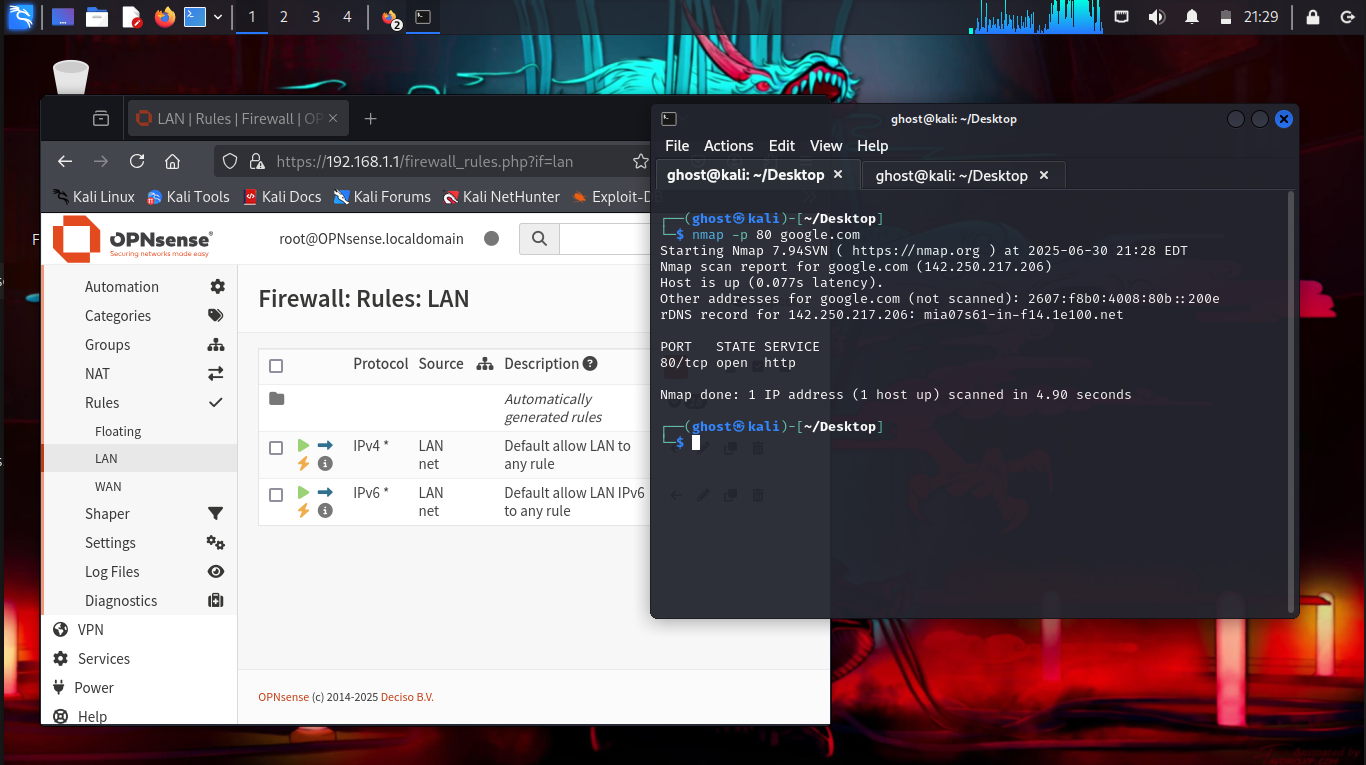 1 2 3 4
2
21:29
LAN | Rules | Firewall | OP
https://192.168.1.1/firewall_rules.php?if=lan
Kali Linux Kali Tools Kali Docs Kali Forums Kali NetHunter Exploit-D
OPNsense
Securing networks made easy
root@OPNsense.localdomain
Automation
Categories
Groups
NAT
Rules
Floating
LAN
WAN
Shaper
Settings
Log Files
Diagnostics
VPN
Services
Power
Help
Firewall: Rules: LAN
Protocol Source Description
Automatically
generated rules
IPv4 * LAN Default allow LAN to
net any rule
IPv6 * LAN Default allow LAN IPv6
net to any rule
OPNsense (c) 2014-2025 Deciso B.V.
ghost@kali: ~/Desktop
File Actions Edit View Help
ghost@kali: ~/Desktop ghost@kali: ~/Desktop
┌──(ghost㉿kali)-[~/Desktop]
└─$ nmap -p 80 google.com
Starting Nmap 7.94SVN ( https://nmap.org ) at 2025-06-30 21:28 EDT
Nmap scan report for google.com (142.250.217.206)
Host is up (0.077s latency).
Other addresses for google.com (not scanned): 2607:f8b0:4008:80b::200e
rDNS record for 142.250.217.206: mia07s61-in-f14.1e100.net
PORT   STATE SERVICE
80/tcp open  http
Nmap done: 1 IP address (1 host up) scanned in 4.90 seconds
┌──(ghost㉿kali)-[~/Desktop]
└─$